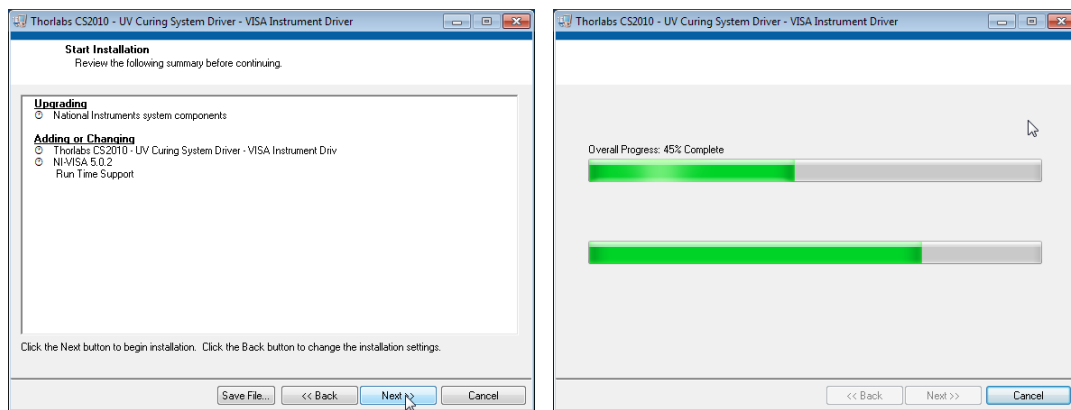 Thorlabs CS2010 - UV Curing System Driver - VISA Instrument Driver
Start Installation
Review the following summary before continuing.
Upgrading
National Instruments system components
Adding or Changing
Thorlabs CS2010 - UV Curing System Driver - VISA Instrument Driv
NI-VISA 5.0.2
Run Time Support
Click the Next button to begin installation. Click the Back button to change the installation settings.
Save File... << Back Next >> Cancel
Thorlabs CS2010 - UV Curing System Driver - VISA Instrument Driver
Overall Progress: 45% Complete
<< Back Next >> Cancel